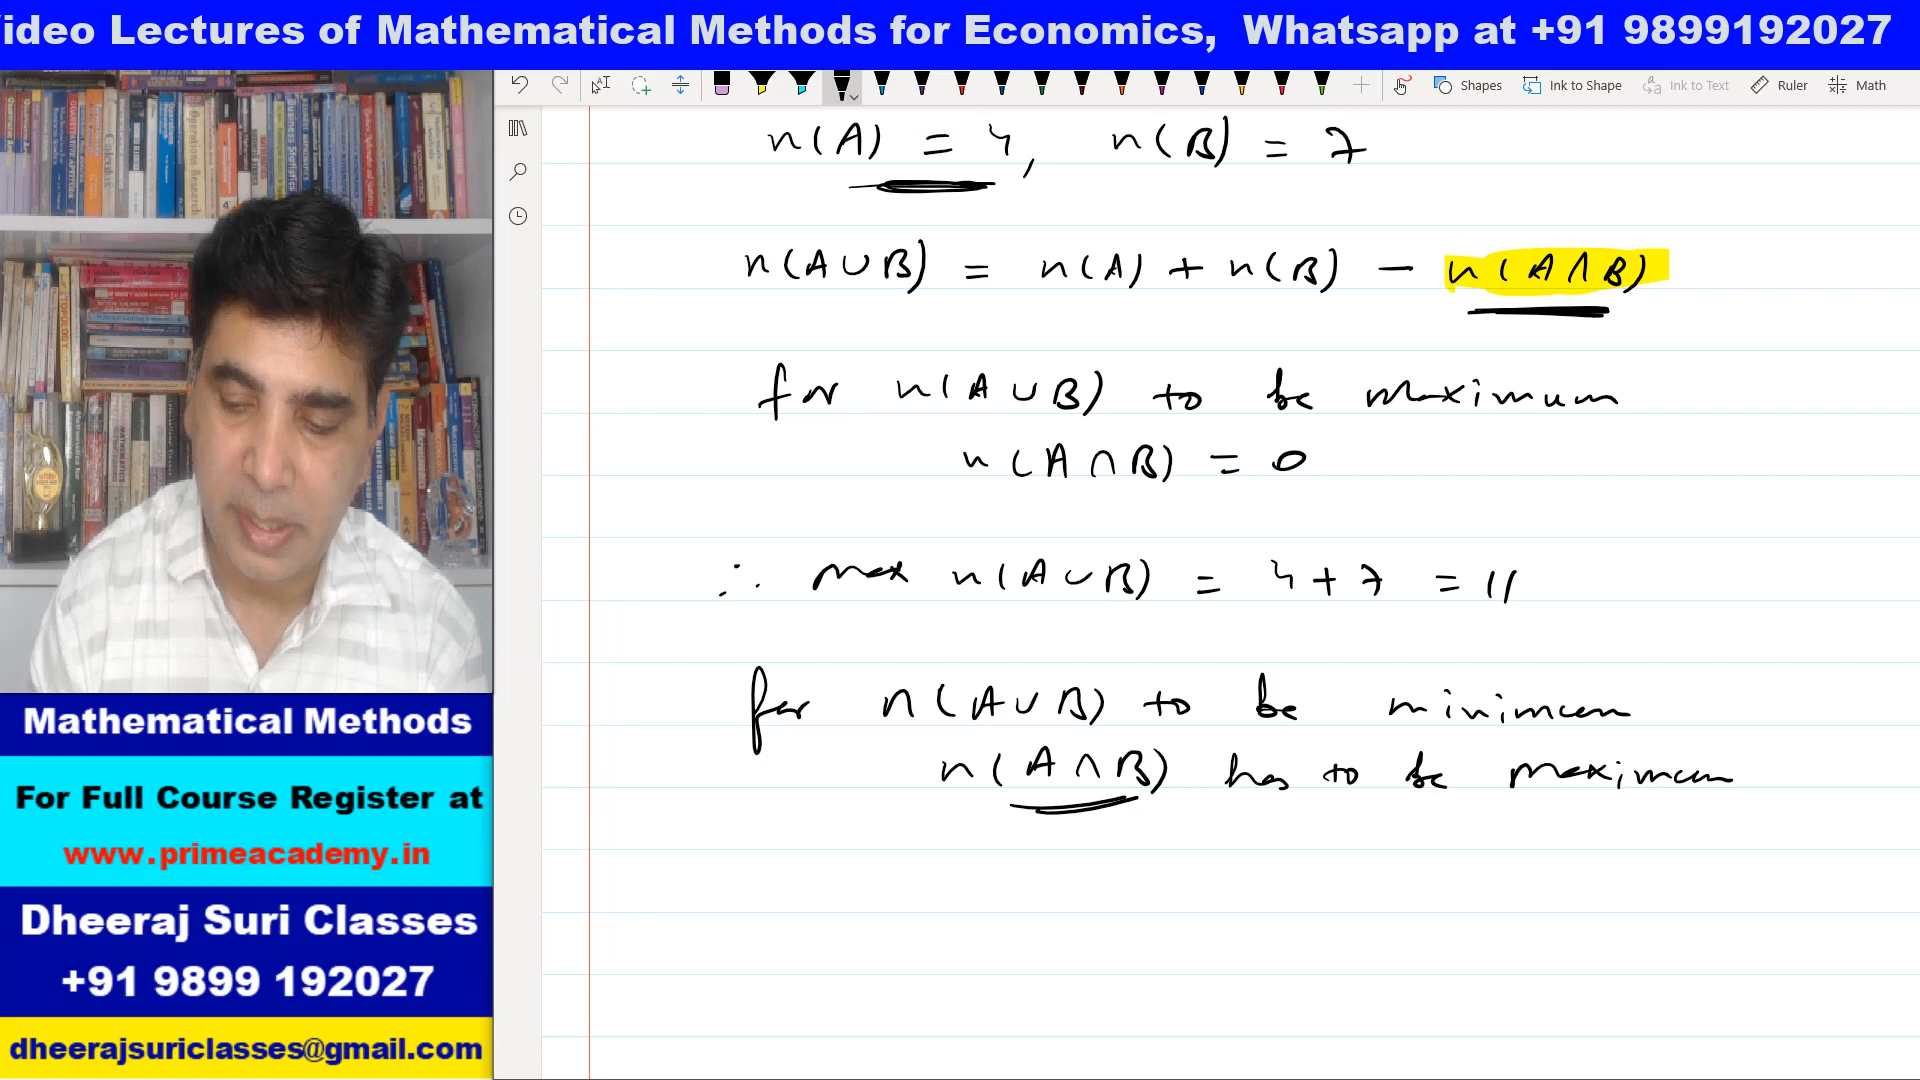 ideo Lectures of Mathematical Methods for Economics, Whatsapp at +91 9899192027
Shapes Ink to Shape Ink to Text Ruler Math
n(A) = 4, n(B) = 7
n(A∪B) = n(A) + n(B) − n(A∩B)
for n(A∪B) to be maximum
n(A∩B) = 0
∴ max n(A∪B) = 4+7 = 11
for n(A∪B) to be minimum
n(A∩B) has to be maximum
Mathematical Methods
For Full Course Register at
www.primeacademy.in
Dheeraj Suri Classes
+91 9899 192027
dheerajsuriclasses@gmail.com